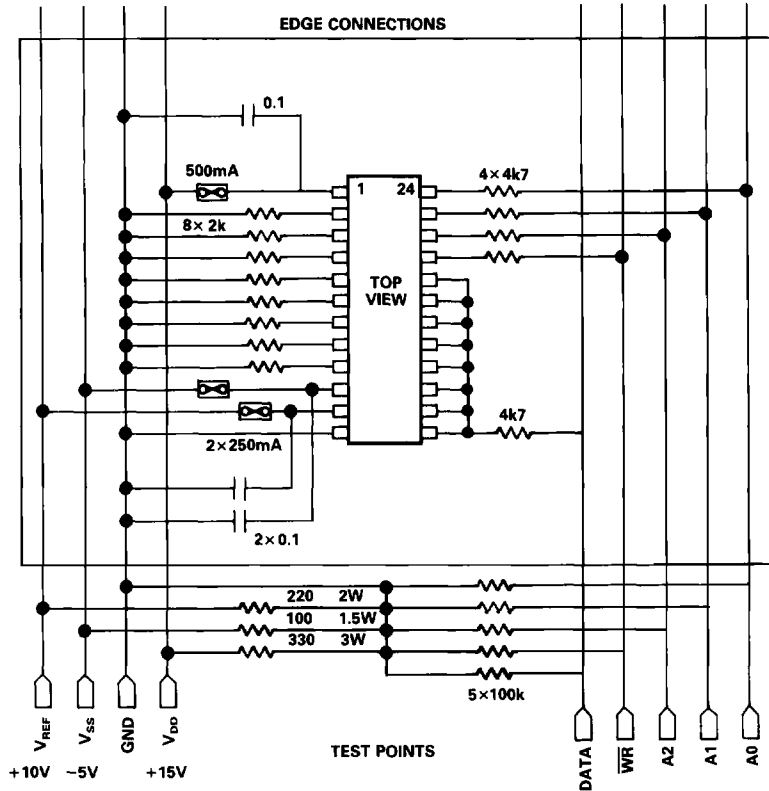 EDGE CONNECTIONS
0.1
500mA
4×4k7
1 24
8×2k
TOP
VIEW
4k7
2×250mA
2×0.1
220 2W
100 1.5W
330 3W
5×100k
VREF
VSS
GND
VDD
DATA
WR
A2
A1
A0
+10V −5V +15V
TEST POINTS